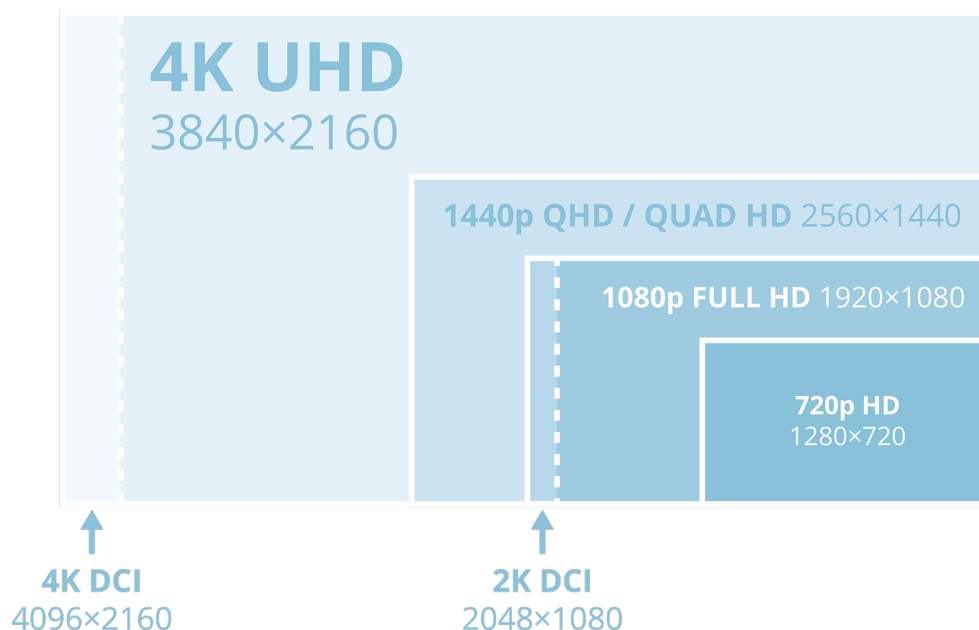 4K UHD
3840×2160
1440p QHD / QUAD HD 2560×1440
1080p FULL HD 1920×1080
720p HD
1280×720
4K DCI
4096×2160
2K DCI
2048×1080